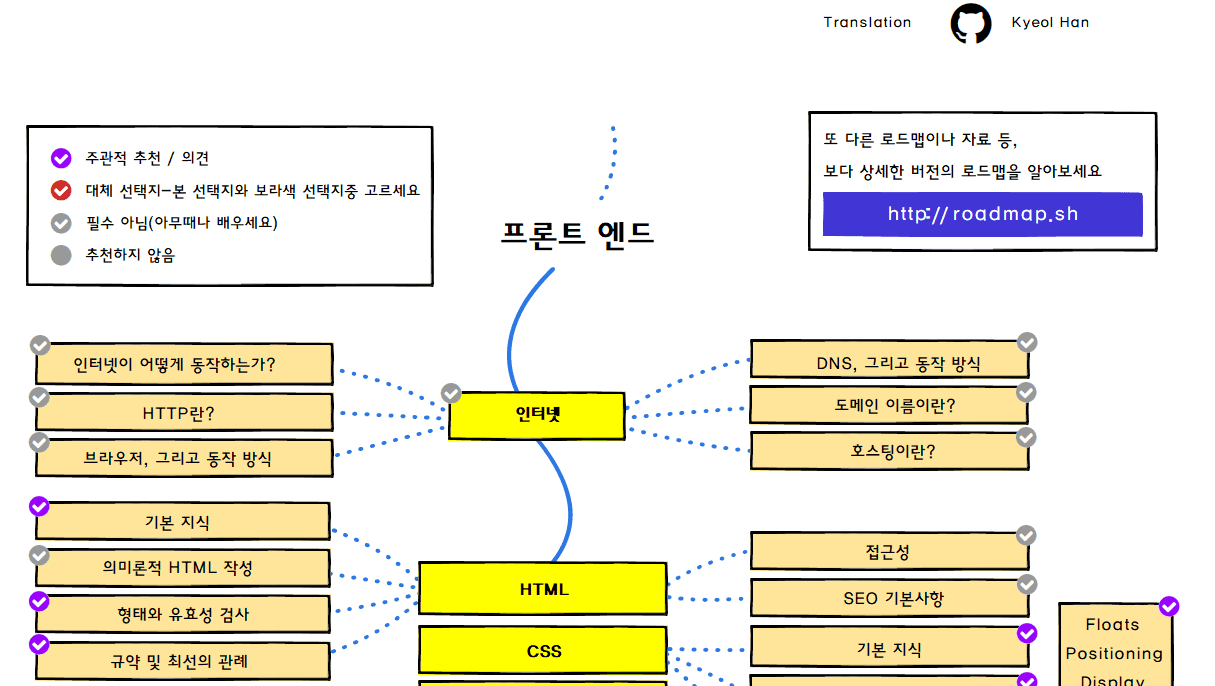 Translation Kyeol Han
주관적 추천 / 의견
대체 선택지-본 선택지와 보라색 선택지중 고르세요
필수 아님(아무때나 배우세요)
추천하지 않음
또 다른 로드맵이나 자료 등,
보다 상세한 버전의 로드맵을 알아보세요
http://roadmap.sh
프론트 엔드
인터넷이 어떻게 동작하는가?
HTTP란?
브라우저, 그리고 동작 방식
인터넷
DNS, 그리고 동작 방식
도메인 이름이란?
호스팅이란?
기본 지식
의미론적 HTML 작성
형태와 유효성 검사
규약 및 최선의 관례
HTML
접근성
SEO 기본사항
CSS
기본 지식
Floats
Positioning
Display